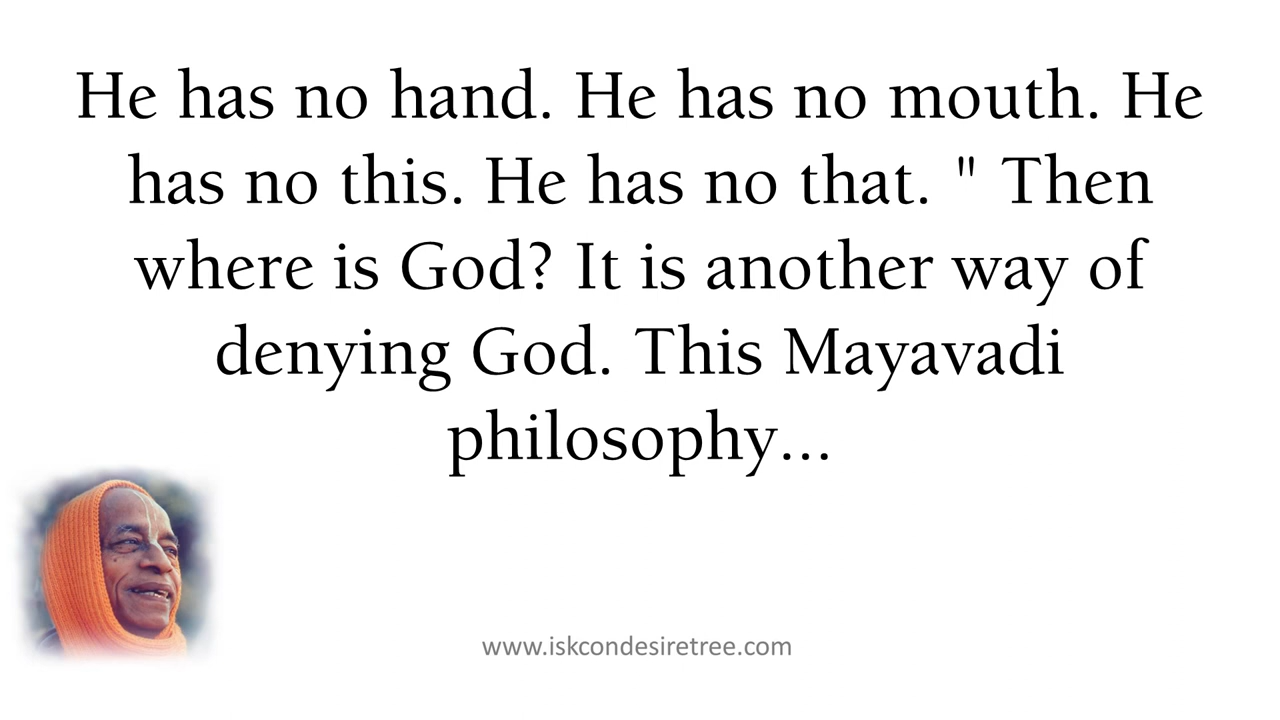 He has no hand. He has no mouth. He
has no this. He has no that. " Then
where is God? It is another way of
denying God. This Mayavadi
philosophy...
www.iskcondesiretree.com